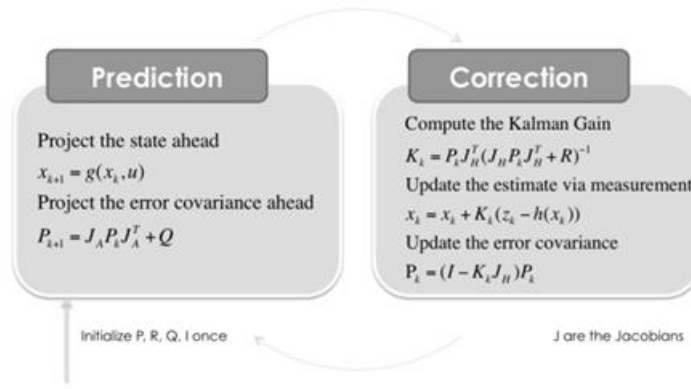 Prediction
Project the state ahead
x_{k+1} = g(x_k, u)
Project the error covariance ahead
P_{k+1} = J_A P_k J_A^T + Q
Initialize P, R, Q, I once
Correction
Compute the Kalman Gain
K_k = P_k J_H^T (J_H P_k J_H^T + R)^{-1}
Update the estimate via measurement
x_k = x_k + K_k(z_k − h(x_k))
Update the error covariance
P_k = (I − K_k J_H)P_k
J are the Jacobians